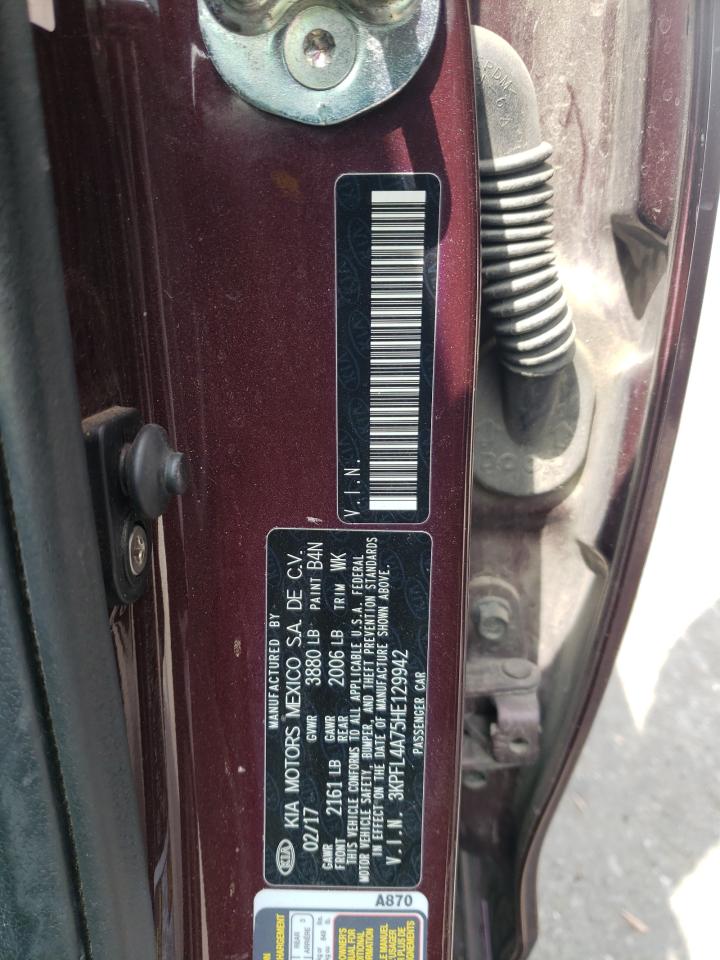 V.I.N.
MANUFACTURED BY
KIA KIA MOTORS MEXICO S.A. DE C.V.
02/17 GVWR 3880 LB PAINT B4N
GAWR FRONT 2161 LB GAWR REAR 2006 LB TRIM WK
THIS VEHICLE CONFORMS TO ALL APPLICABLE U.S.A. FEDERAL
MOTOR VEHICLE SAFETY, BUMPER, AND THEFT PREVENTION STANDARDS
IN EFFECT ON THE DATE OF MANUFACTURE SHOWN ABOVE.
V.I.N. 3KPFL4A75HE129942
PASSENGER CAR
A870
REAR
ARRIÈRE